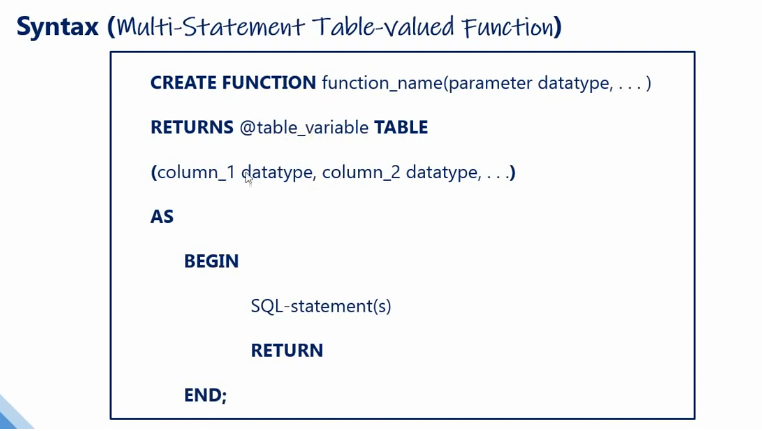 Syntax (Multi-Statement Table-Valued Function)
CREATE FUNCTION function_name(parameter datatype, . . . )
RETURNS @table_variable TABLE
(column_1 datatype, column_2 datatype, . . .)
AS
BEGIN
SQL-statement(s)
RETURN
END;